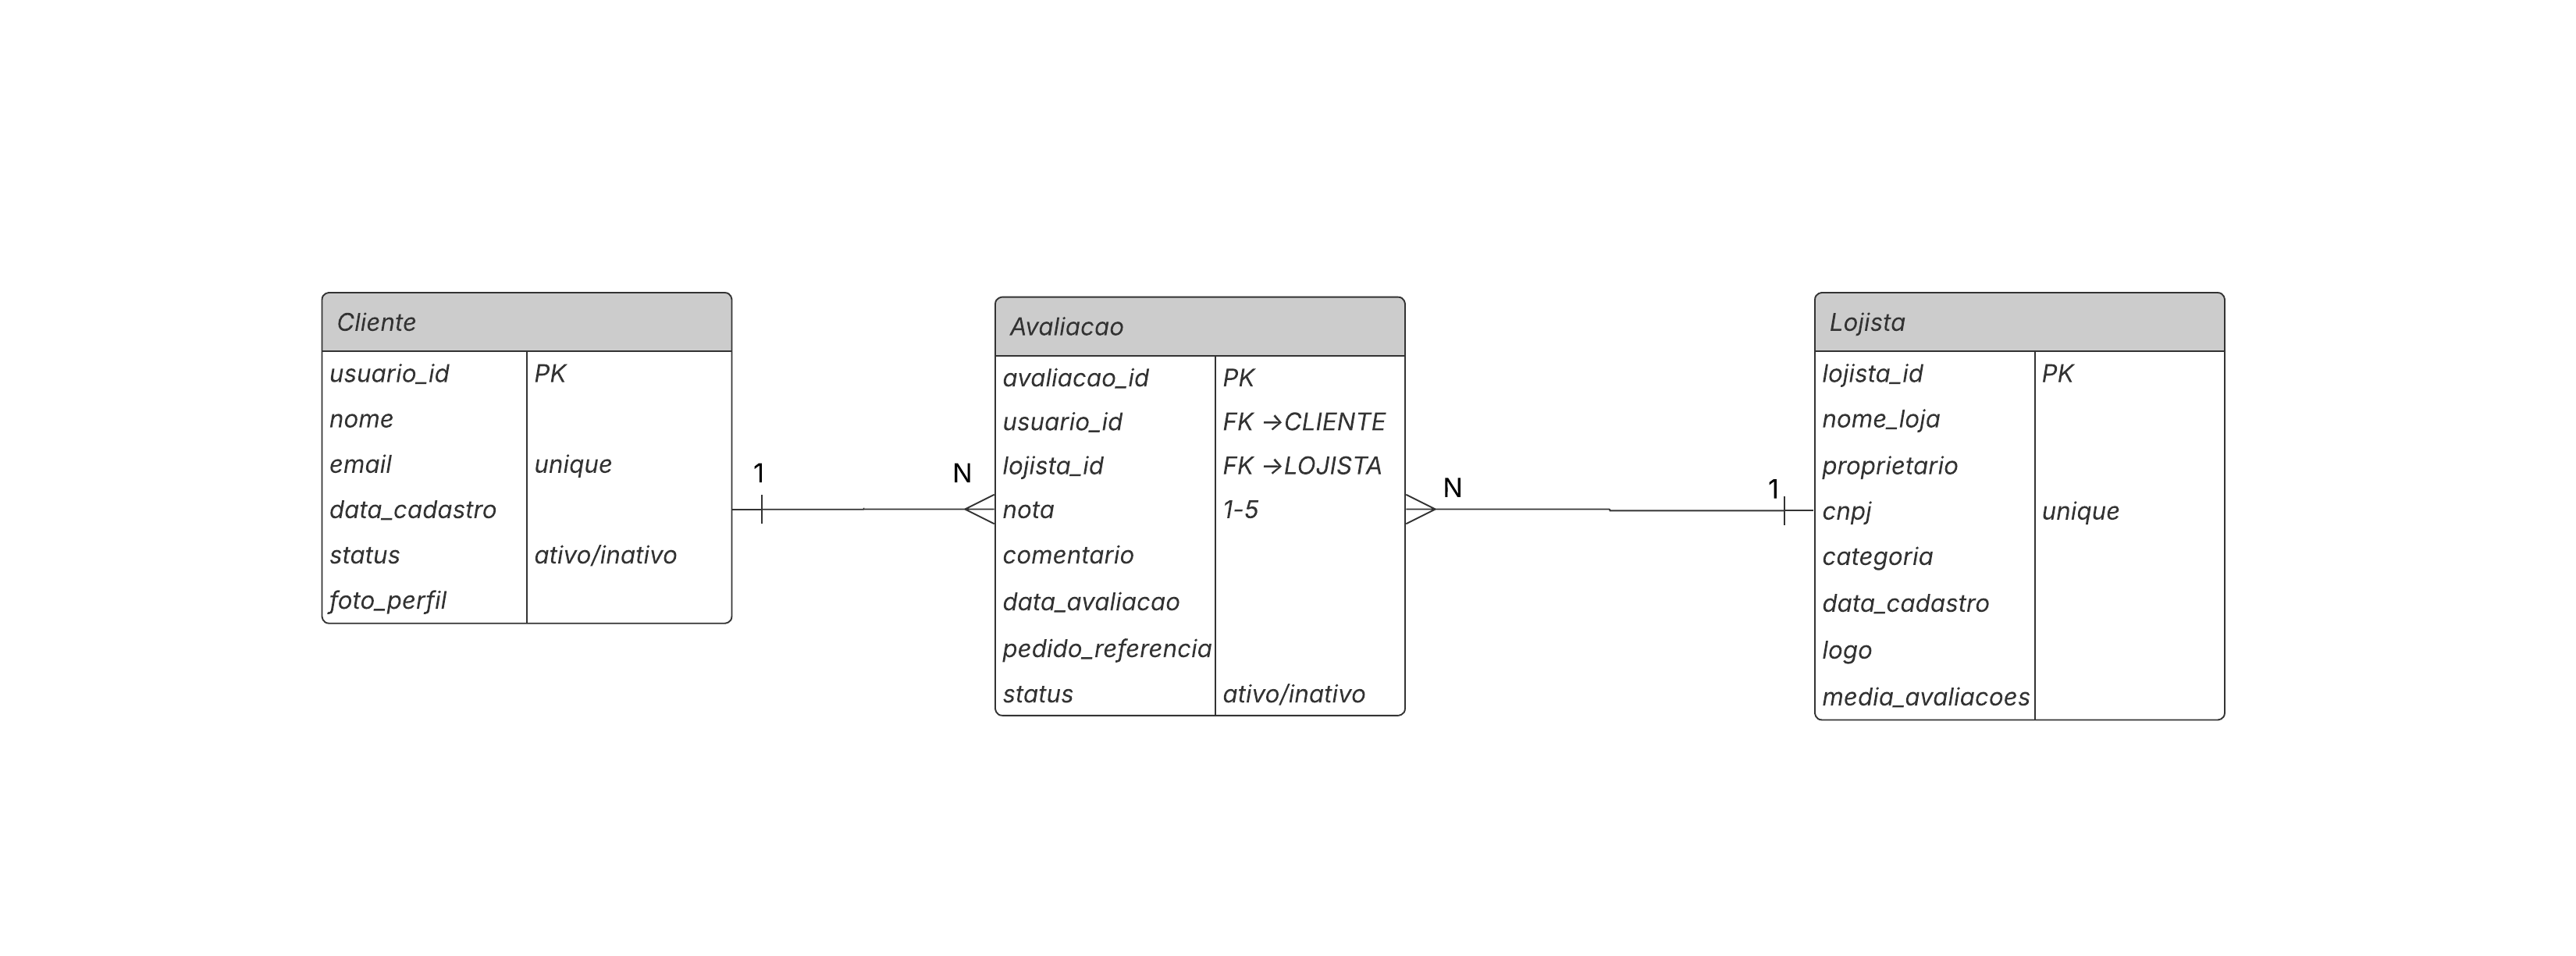 Cliente
usuario_id PK
nome
email unique
data_cadastro
status ativo/inativo
foto_perfil
1
N
Avaliacao
avaliacao_id PK
usuario_id FK →CLIENTE
lojista_id FK →LOJISTA
nota 1-5
comentario
data_avaliacao
pedido_referencia
status ativo/inativo
N
1
Lojista
lojista_id PK
nome_loja
proprietario
cnpj unique
categoria
data_cadastro
logo
media_avaliacoes